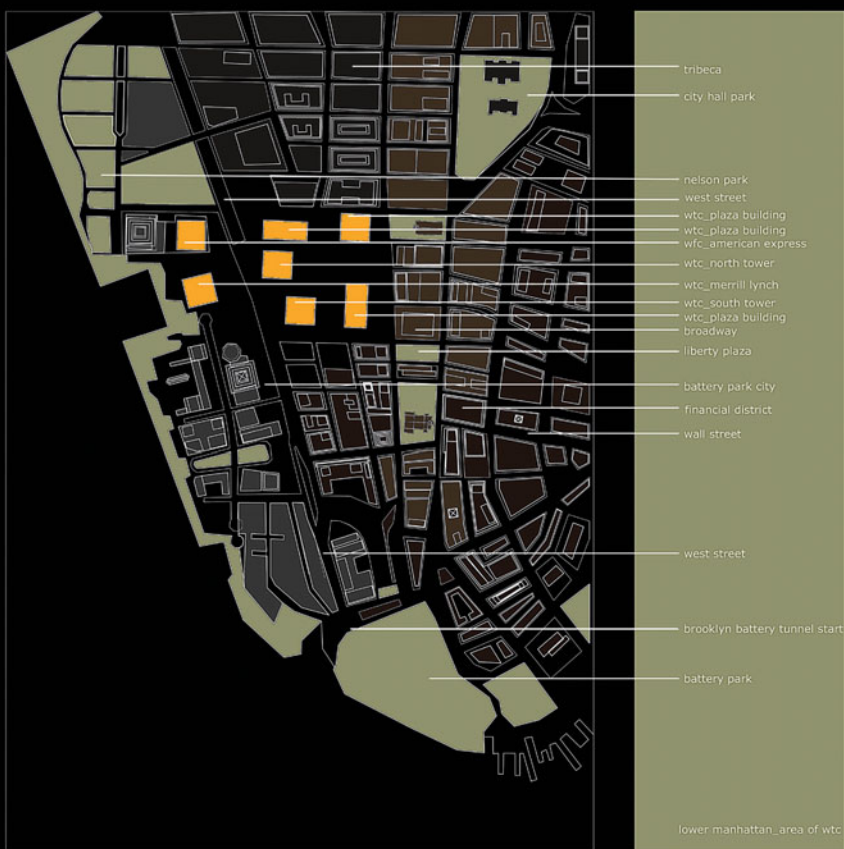 tribeca
city hall park
nelson park
west street
wtc_plaza building
wtc_plaza building
wfc_american express
wtc_north tower
wtc_merrill lynch
wtc_south tower
wtc_plaza building
broadway
liberty plaza
battery park city
financial district
wall street
west street
brooklyn battery tunnel start
battery park
lower manhattan_area of wtc